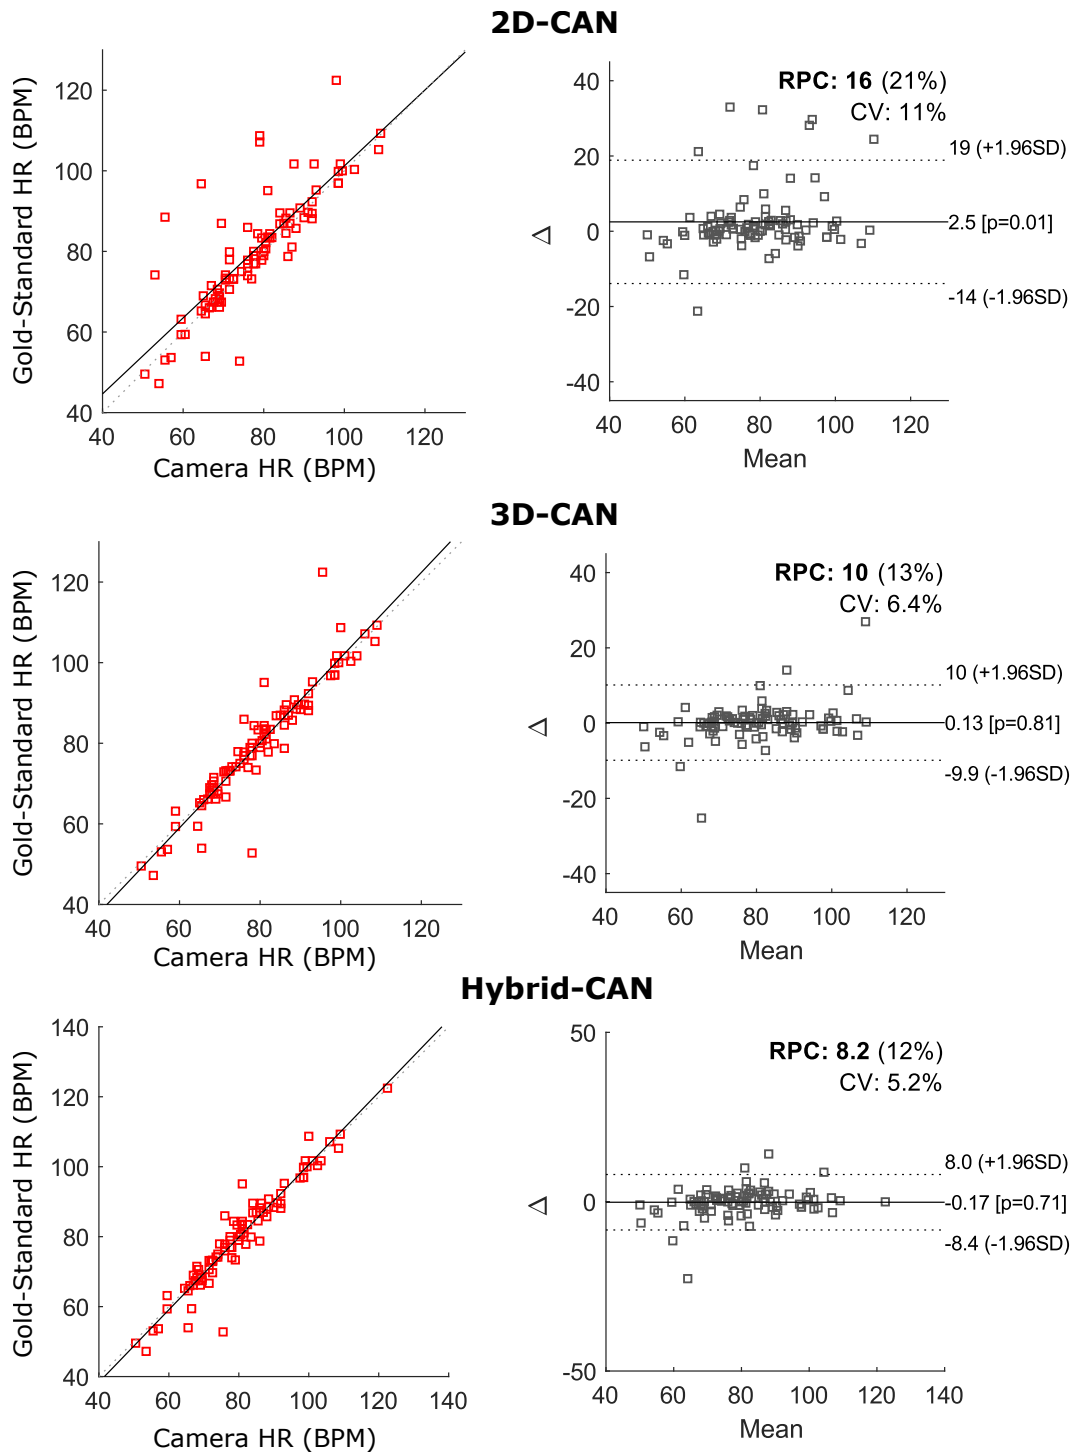 2D-CAN
Gold-Standard HR (BPM)
120
100
80
60
40
40 60 80 100 120
Camera HR (BPM)
Δ
40
20
0
-20
-40
RPC: 16 (21%)
CV: 11%
19 (+1.96SD)
2.5 [p=0.01]
-14 (-1.96SD)
40 60 80 100 120
Mean
3D-CAN
Gold-Standard HR (BPM)
120
100
80
60
40
40 60 80 100 120
Camera HR (BPM)
Δ
40
20
0
-20
-40
RPC: 10 (13%)
CV: 6.4%
10 (+1.96SD)
0.13 [p=0.81]
-9.9 (-1.96SD)
40 60 80 100 120
Mean
Hybrid-CAN
Gold-Standard HR (BPM)
140
120
100
80
60
40
40 60 80 100 120 140
Camera HR (BPM)
Δ
50
0
-50
RPC: 8.2 (12%)
CV: 5.2%
8.0 (+1.96SD)
-0.17 [p=0.71]
-8.4 (-1.96SD)
40 60 80 100 120 140
Mean